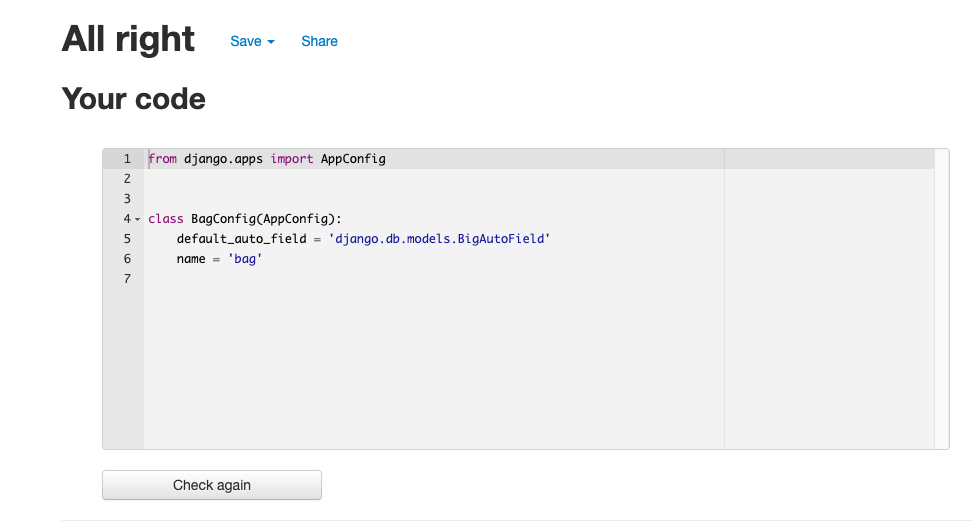 All right Save Share
Your code
1 from django.apps import AppConfig
2
3
4 class BagConfig(AppConfig):
5     default_auto_field = 'django.db.models.BigAutoField'
6     name = 'bag'
7
Check again